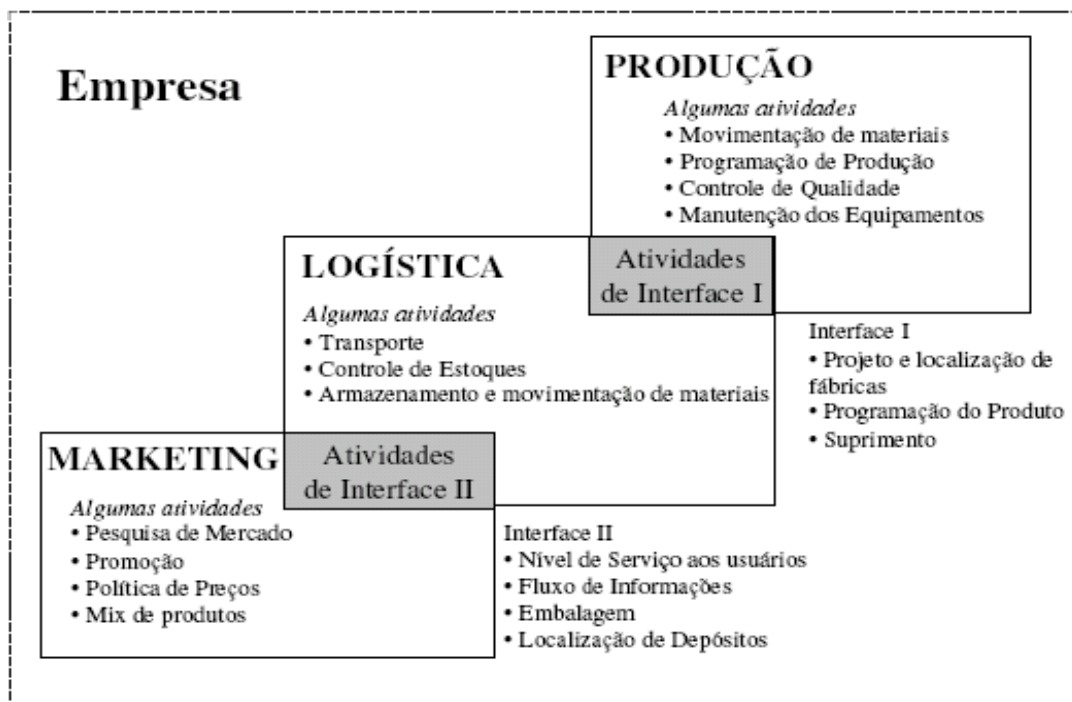 Empresa
PRODUÇÃO
Algumas atividades
• Movimentação de materiais
• Programação de Produção
• Controle de Qualidade
• Manutenção dos Equipamentos
LOGÍSTICA
Atividades
de Interface I
Algumas atividades
• Transporte
• Controle de Estoques
• Armazenamento e movimentação de materiais
Interface I
• Projeto e localização de
fábricas
• Programação do Produto
• Suprimento
MARKETING
Atividades
de Interface II
Algumas atividades
• Pesquisa de Mercado
• Promoção
• Política de Preços
• Mix de produtos
Interface II
• Nível de Serviço aos usuários
• Fluxo de Informações
• Embalagem
• Localização de Depósitos